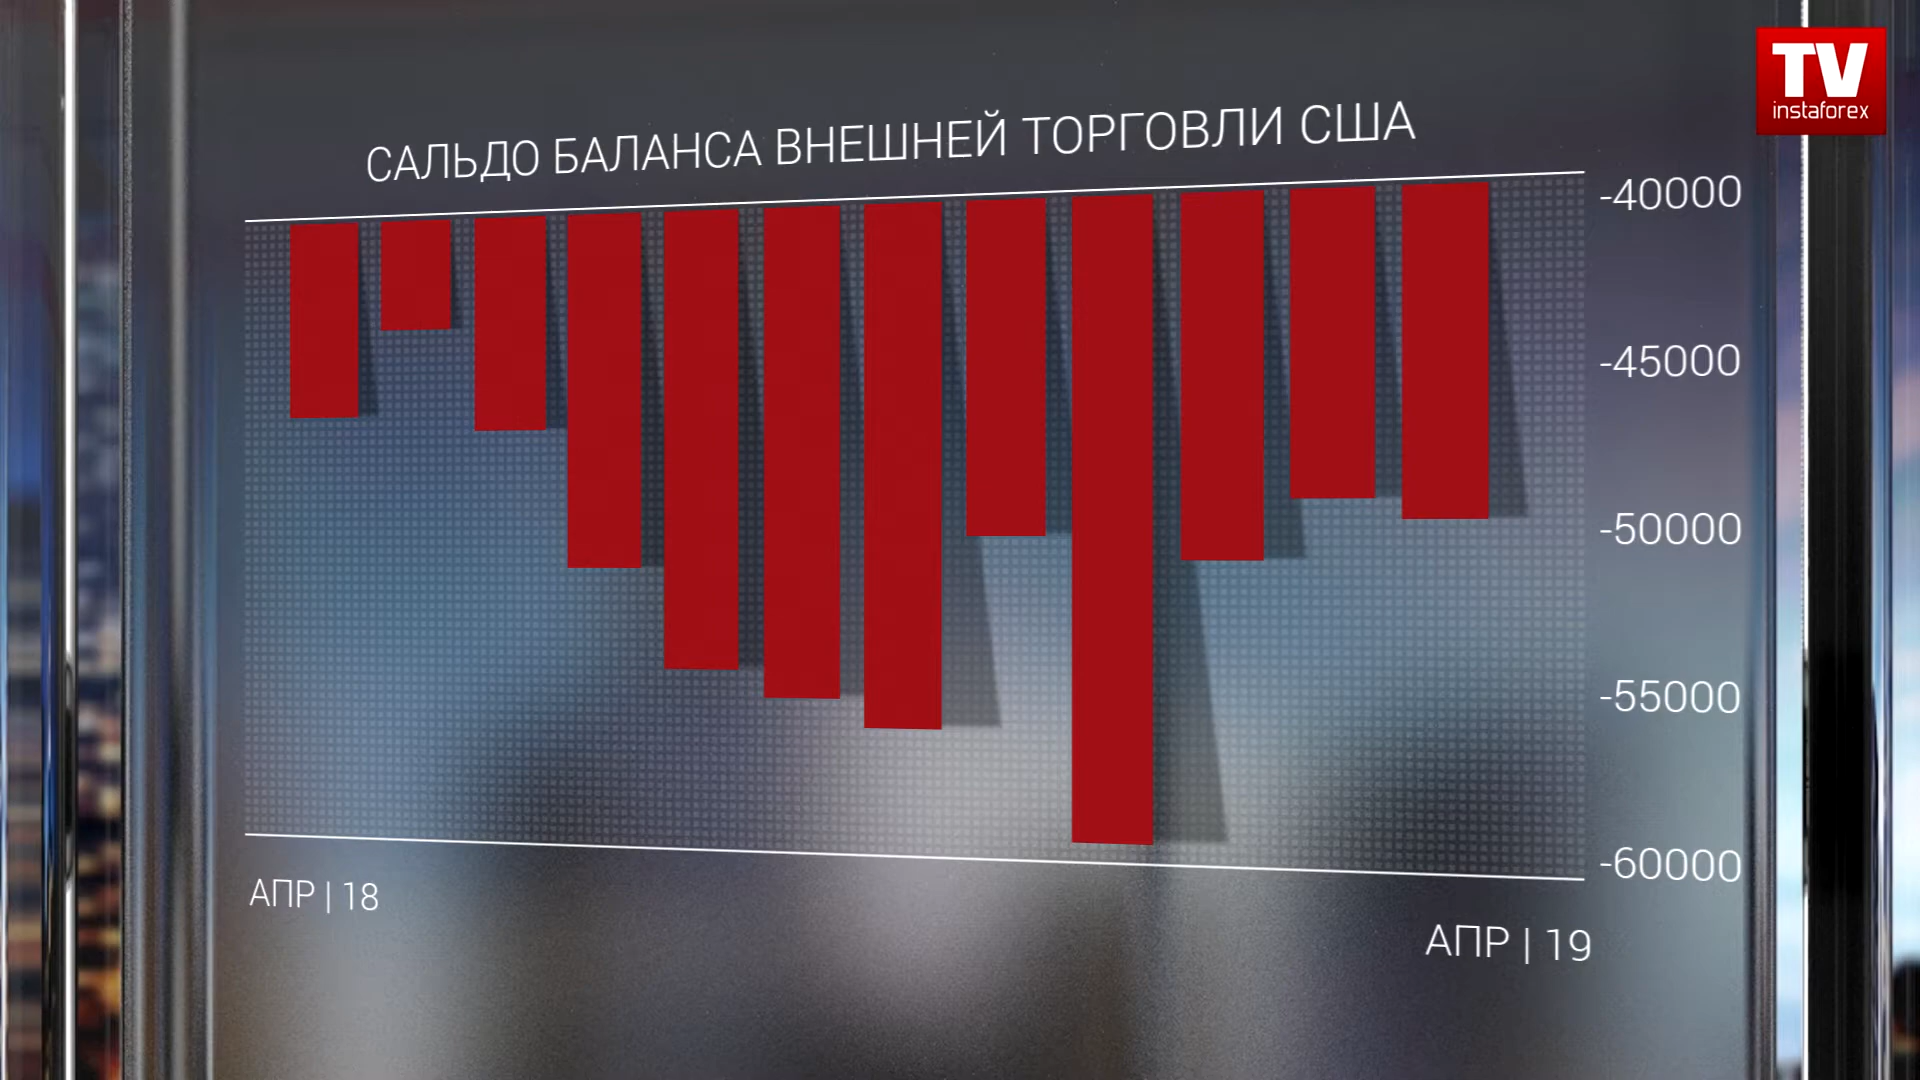 TV
instaforex
САЛЬДО БАЛАНСА ВНЕШНЕЙ ТОРГОВЛИ США
-40000
-45000
-50000
-55000
-60000
АПР | 18
АПР | 19